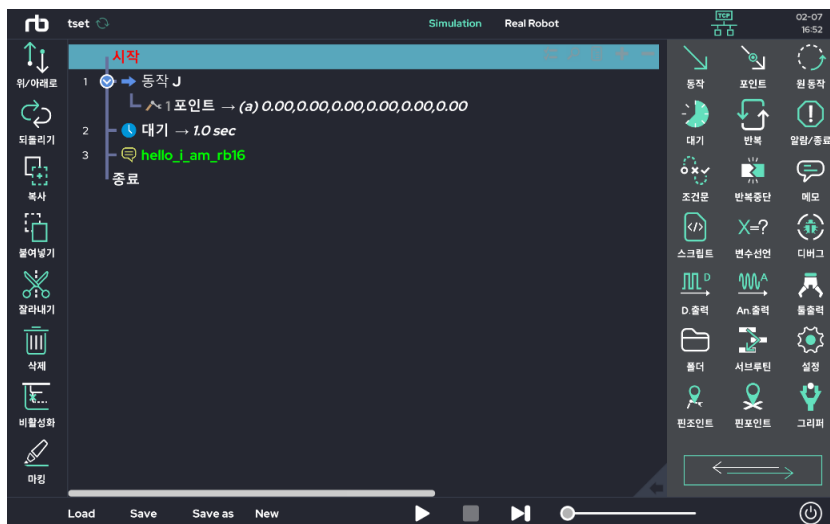 rb tset Simulation Real Robot TCP 02-07
16:52
위/아래로
되돌리기
복사
붙여넣기
잘라내기
삭제
비활성화
마킹
시작
1 동작 J
1 포인트 → (a) 0.00,0.00,0.00,0.00,0.00,0.00
2 대기 → 1.0 sec
3 hello_i_am_rb16
종료
동작 포인트 원 동작
대기 반복 알람/종료
조건문 반복중단 메모
X=?
스크립트 변수선언 디버그
D A
D.출력 An.출력 툴출력
폴더 서브루틴 설정
핀조인트 핀포인트 그리퍼
Load Save Save as New